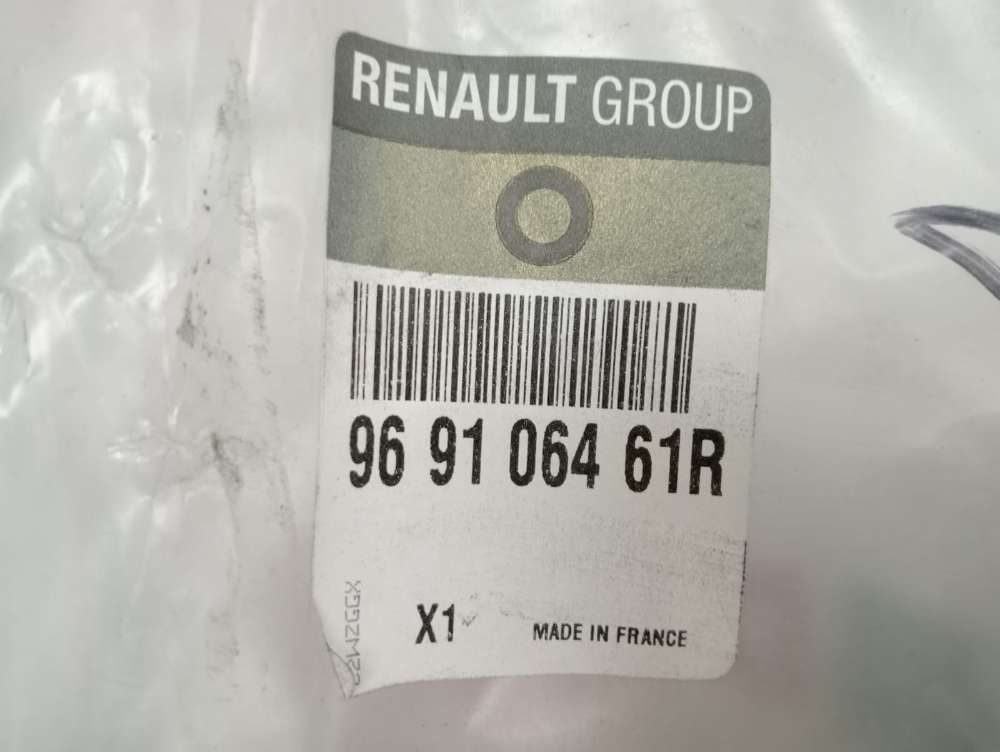 RENAULT GROUP
96 91 064 61R
X1
MADE IN FRANCE